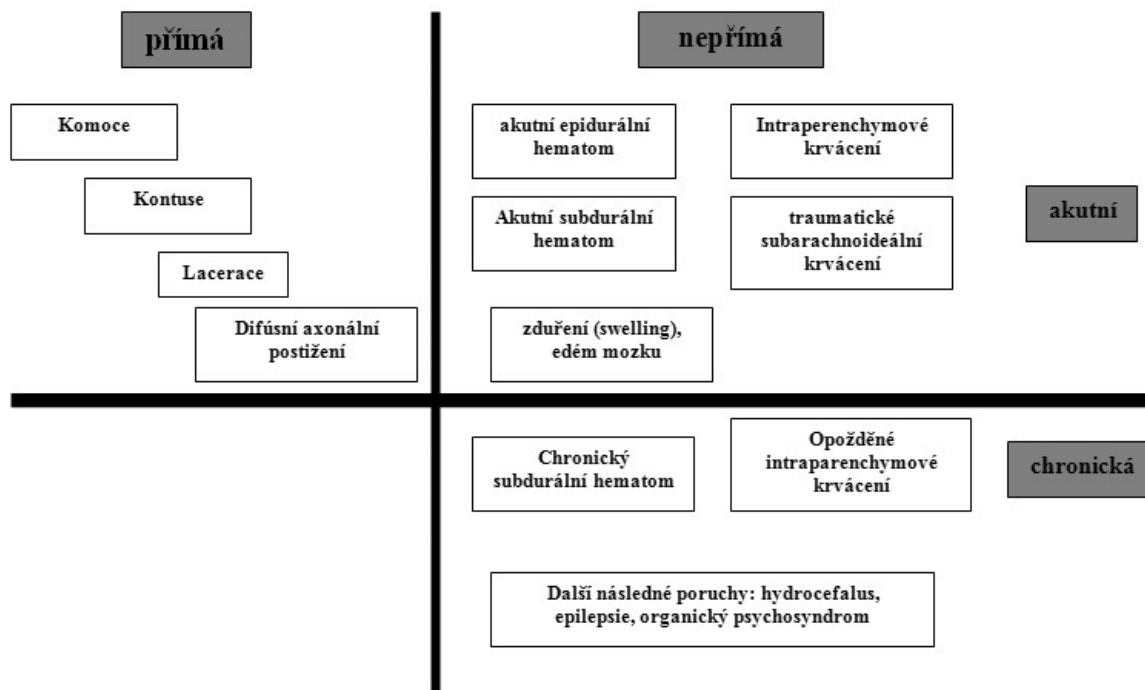 přímá
nepřímá
Komoce
Kontuse
Lacerace
Difúsní axonální
postižení
akutní epidurální
hematom
Intraperenchymové
krvácení
Akutní subdurální
hematom
traumatické
subarachnoideální
krvácení
akutní
zduření (swelling),
edém mozku
Chronický
subdurální hematom
Opožděné
intraparenchymové
krvácení
chronická
Další následné poruchy: hydrocefalus,
epilepsie, organický psychosyndrom